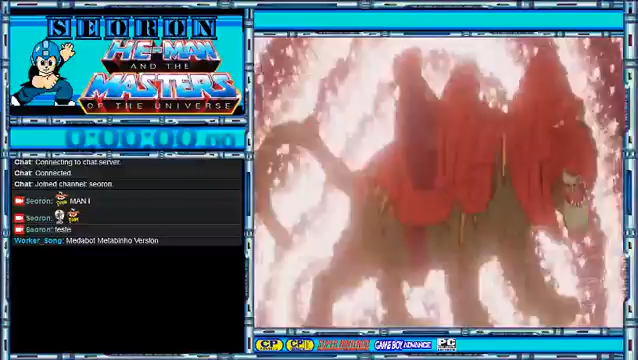 SEORON
HE-MAN
AND THE
MASTERS
OF THE UNIVERSE
0:00:00.00
Chat: Connecting to chat server.
Chat: Connected.
Chat: Joined channel: seoron.
Seoron: MAN !
Seoron:
Seoron: teste
Worker_Song: Medabot Metabinho Version
GAME BOY ADVANCE
PC